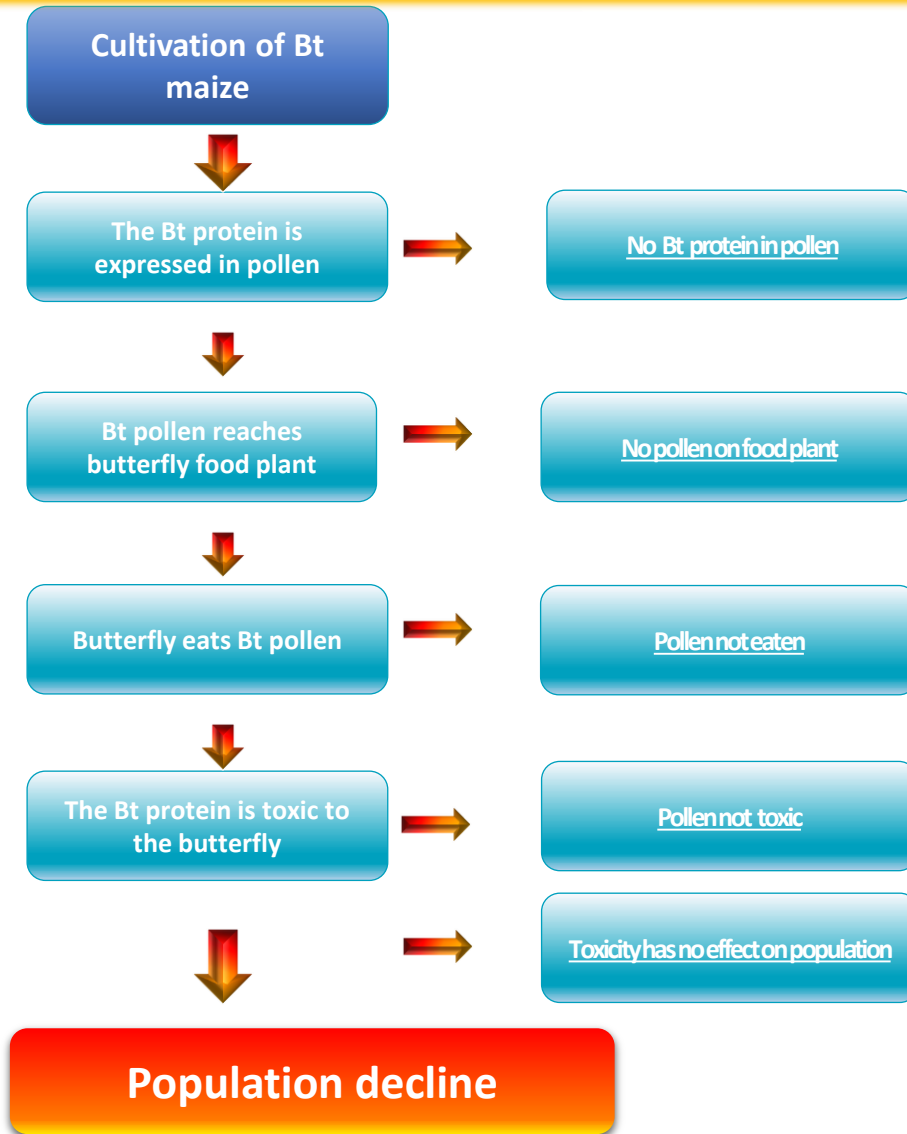 Cultivation of Bt
maize
The Bt protein is
expressed in pollen
No Bt protein in pollen
Bt pollen reaches
butterfly food plant
No pollen on food plant
Butterfly eats Bt pollen
Pollen not eaten
The Bt protein is toxic to
the butterfly
Pollen not toxic
Toxicity has no effect on population
Population decline